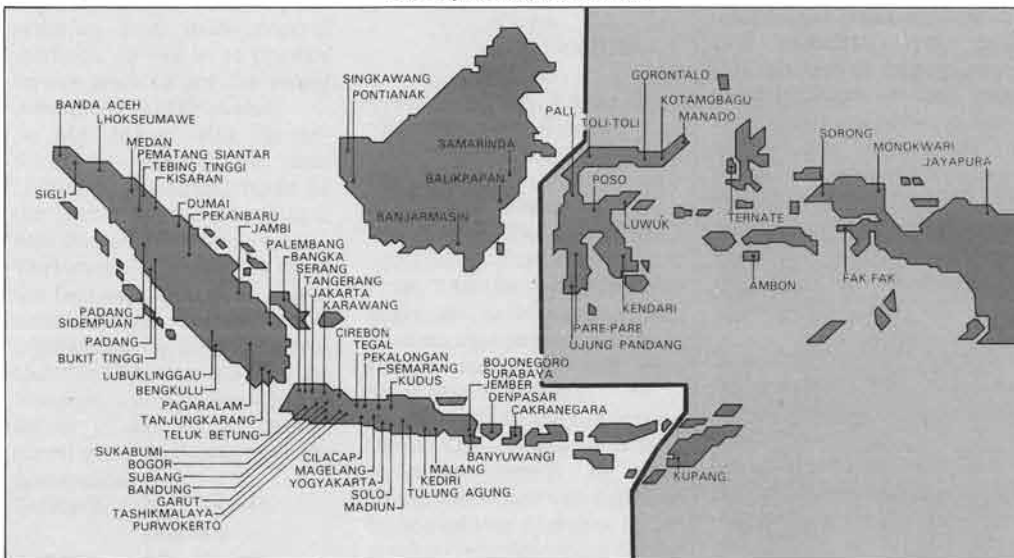 BANDA ACEH
LHOKSEUMAWE
MEDAN
PEMATANG SIANTAR
TEBING TINGGI
KISARAN
SIGLI
DUMAI
PEKANBARU
JAMBI
PALEMBANG
BANGKA
SERANG
TANGERANG
JAKARTA
KARAWANG
PADANG
SIDEMPUAN
PADANG
BUKIT TINGGI
LUBUKLINGGAU
BENGKULU
PAGARALAM
TANJUNGKARANG
TELUK BETUNG
CIREBON
TEGAL
PEKALONGAN
SEMARANG
KUDUS
BOJONEGORO
SURABAYA
JEMBER
DENPASAR
CAKRANEGARA
SUKABUMI
BOGOR
SUBANG
BANDUNG
GARUT
TASHIKMALAYA
PURWOKERTO
CILACAP
MAGELANG
YOGYAKARTA
SOLO
MADIUN
MALANG
KEDIRI
TULUNG AGUNG
BANYUWANGI
SINGKAWANG
PONTIANAK
SAMARINDA
BALIKPAPAN
BANJARMASIN
GORONTALO
KOTAMOBAGU
MANADO
PALU
TOLI-TOLI
POSO
LUWUK
KENDARI
PARE-PARE
UJUNG PANDANG
TERNATE
AMBON
SORONG
MONOKWARI
JAYAPURA
FAK FAK
KUPANG